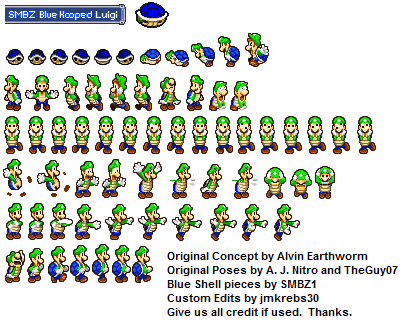 SMBZ Blue Kooped Luigi
Original Concept by Alvin Earthworm
Original Poses by A. J. Nitro and TheGuy07
Blue Shell pieces by SMBZ1
Custom Edits by jmkrebs30
Give us all credit if used.  Thanks.